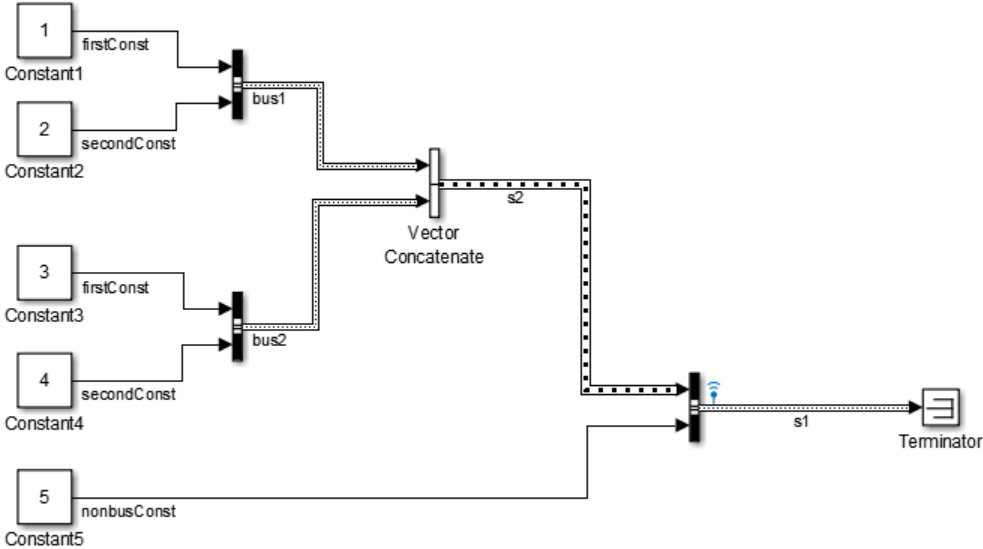 1
firstConst
Constant1
bus1
2
secondConst
Constant2
s2
Vector
Concatenate
3
firstConst
Constant3
bus2
4
secondConst
Constant4
s1
Terminator
5
nonbusConst
Constant5